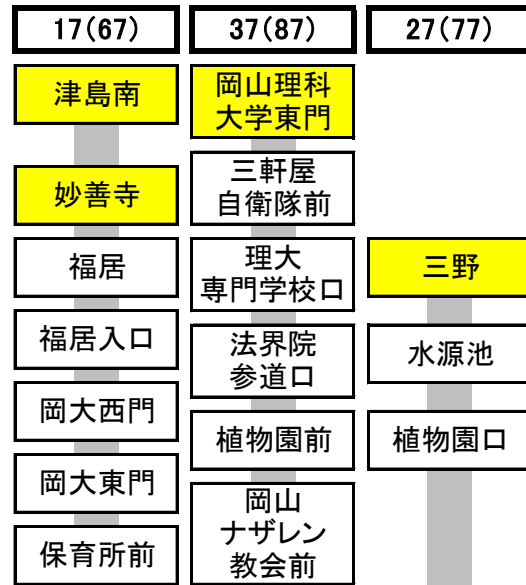 17(67)
37(87)
27(77)
津島南
妙善寺
福居
福居入口
岡大西門
岡大東門
保育所前
岡山理科
大学東門
三軒屋
自衛隊前
理大
専門学校口
法界院
参道口
植物園前
岡山
ナザレン
教会前
三野
水源池
植物園口